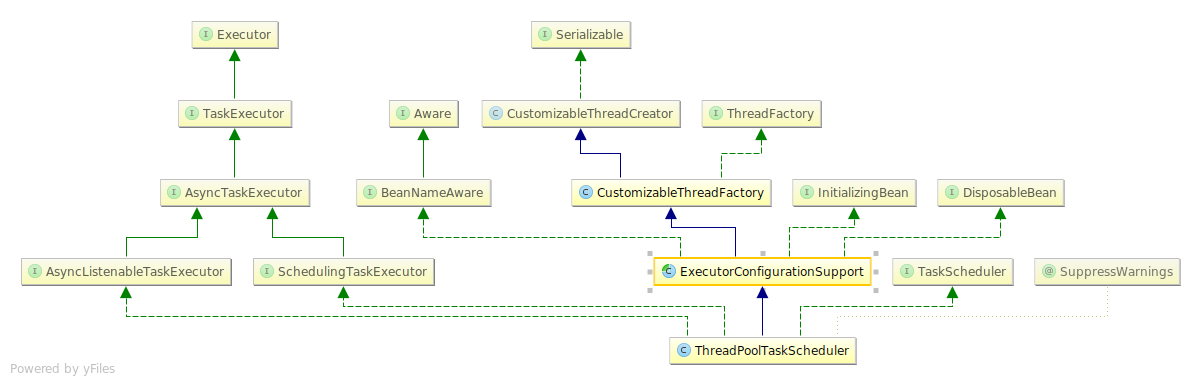 Executor
Serializable
TaskExecutor
Aware
CustomizableThreadCreator
ThreadFactory
AsyncTaskExecutor
BeanNameAware
CustomizableThreadFactory
InitializingBean
DisposableBean
AsyncListenableTaskExecutor
SchedulingTaskExecutor
ExecutorConfigurationSupport
TaskScheduler
SuppressWarnings
ThreadPoolTaskScheduler
Powered by yFiles